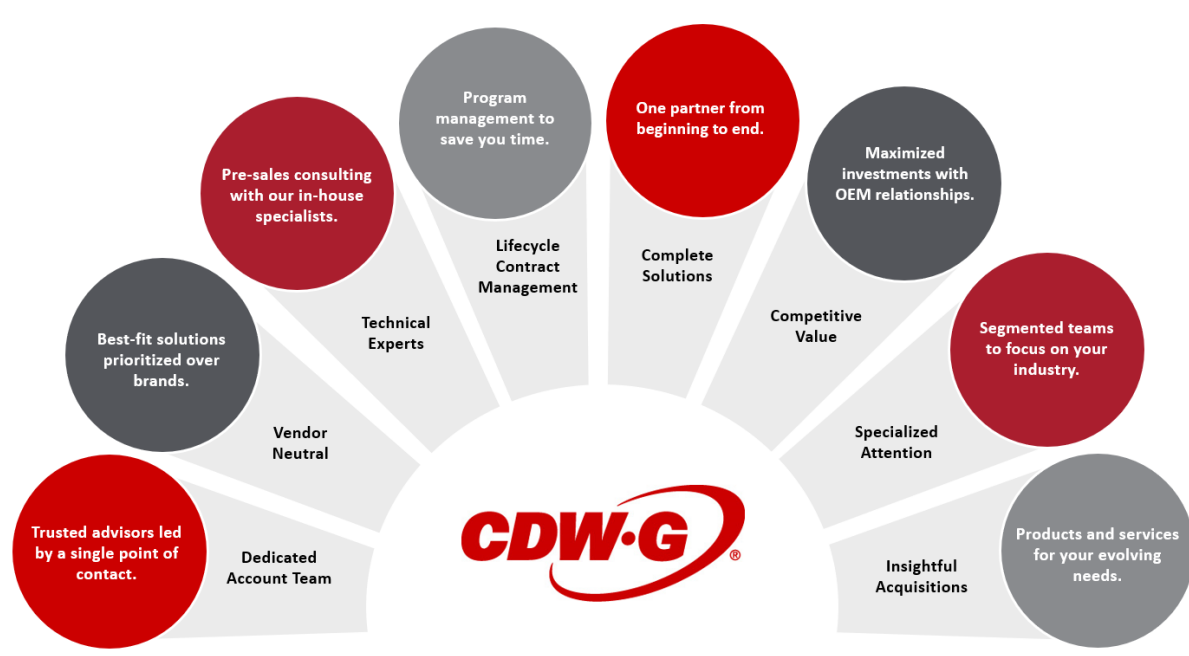 Trusted advisors led
by a single point of
contact.
Dedicated
Account Team
Best-fit solutions
prioritized over
brands.
Vendor
Neutral
Pre-sales consulting
with our in-house
specialists.
Technical
Experts
Program
management to
save you time.
Lifecycle
Contract
Management
One partner from
beginning to end.
Complete
Solutions
Maximized
investments with
OEM relationships.
Competitive
Value
Segmented teams
to focus on your
industry.
Specialized
Attention
Products and services
for your evolving
needs.
Insightful
Acquisitions
CDW•G®